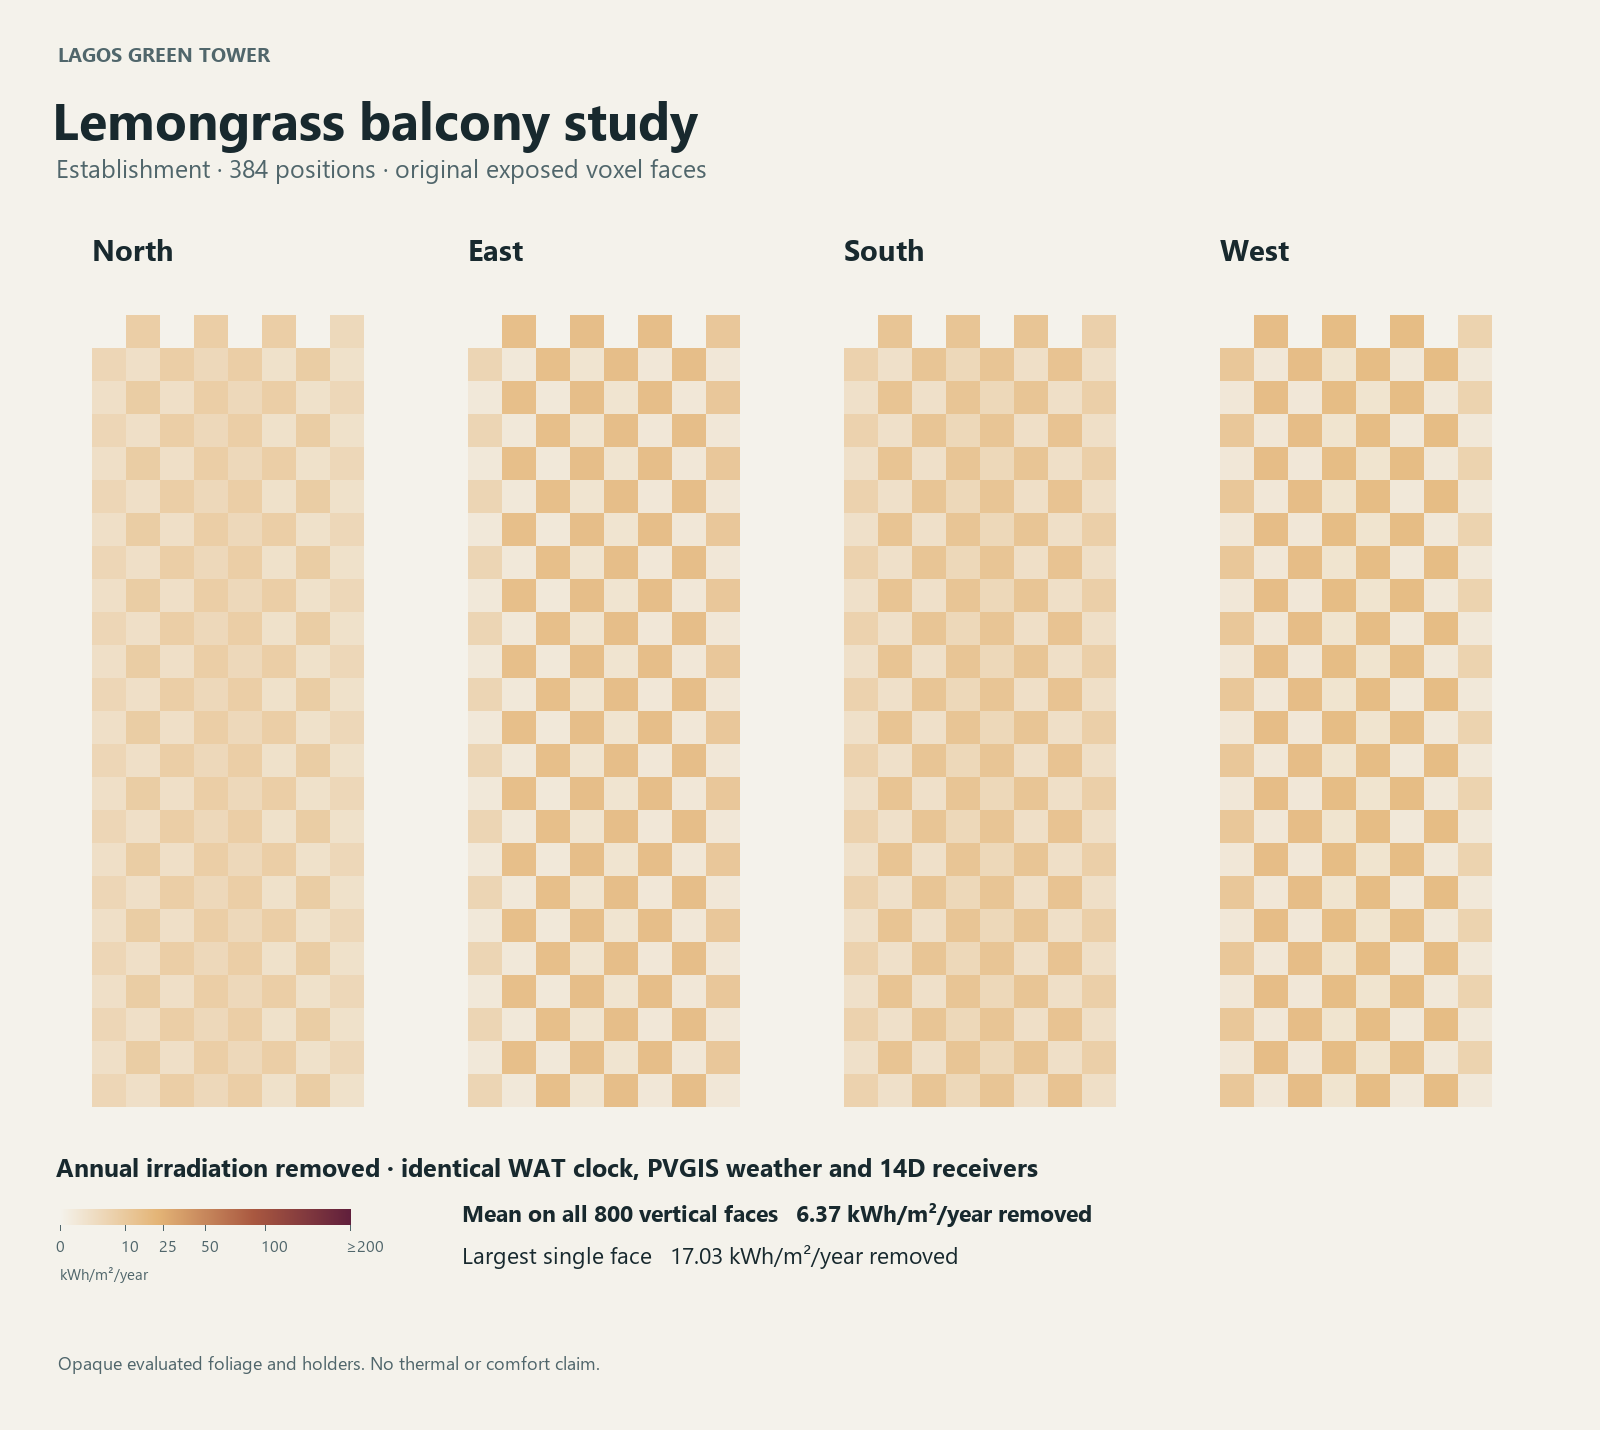 LAGOS GREEN TOWER
Lemongrass balcony study
Establishment · 384 positions · original exposed voxel faces
North East South West
Annual irradiation removed · identical WAT clock, PVGIS weather and 14D receivers
Mean on all 800 vertical faces 6.37 kWh/m²/year removed
0 10 25 50 100 ≥200
Largest single face 17.03 kWh/m²/year removed
kWh/m²/year
Opaque evaluated foliage and holders. No thermal or comfort claim.